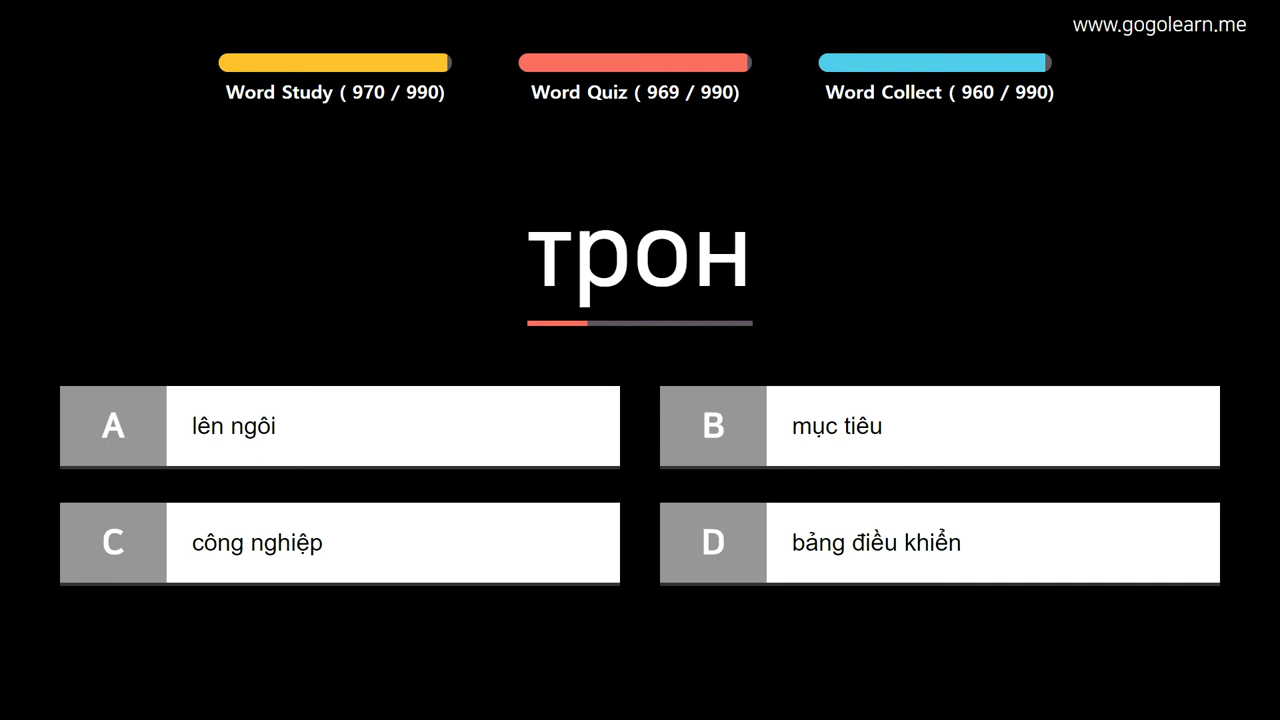 www.gogolearn.me
Word Study ( 970 / 990)
Word Quiz ( 969 / 990)
Word Collect ( 960 / 990)
трон
A lên ngôi
B mục tiêu
C công nghiệp
D bảng điều khiển